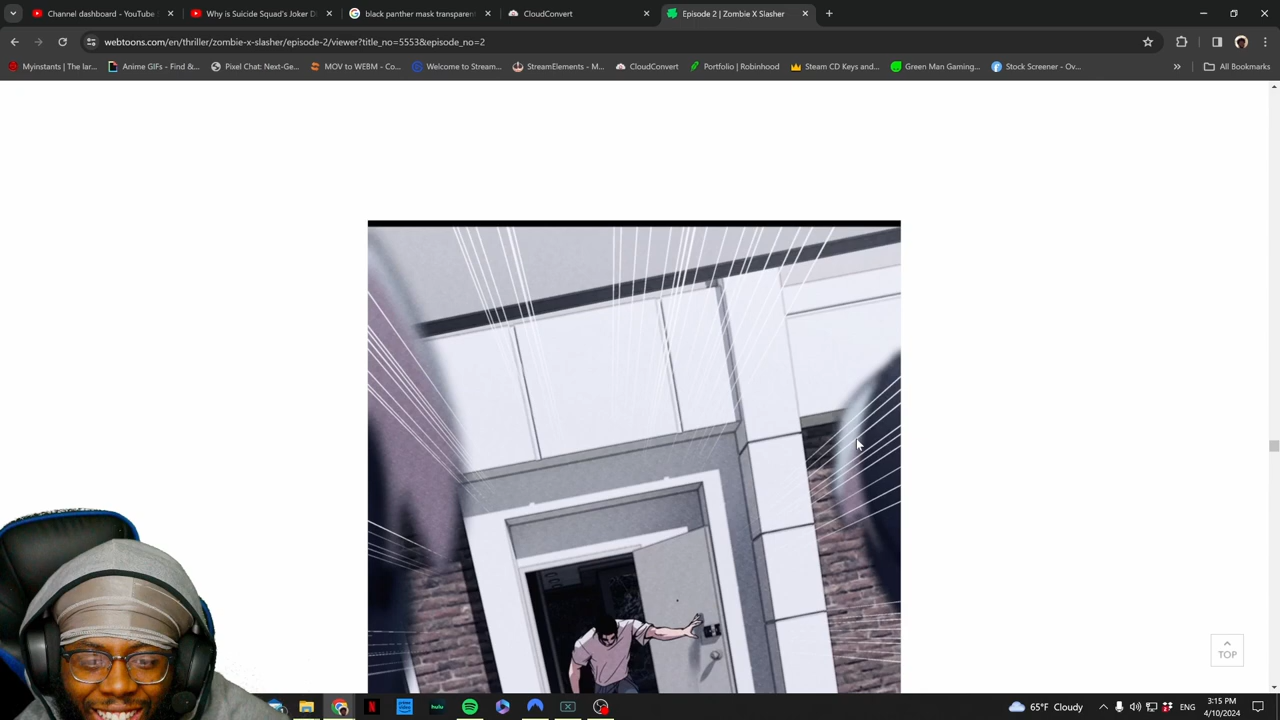 Channel dashboard - YouTube
Why is Suicide Squad's Joker D
black panther mask transparent
CloudConvert
Episode 2 | Zombie X Slasher
webtoons.com/en/thriller/zombie-x-slasher/episode-2/viewer?title_no=5553&episode_no=2
Myinstants | The lar...
Anime GIFs - Find &...
Pixel Chat: Next-Ge...
MOV to WEBM - Co...
Welcome to Stream...
StreamElements - M...
CloudConvert
Portfolio | Robinhood
Steam CD Keys and...
Green Man Gaming...
Stock Screener - Ov...
All Bookmarks
TOP
hulu
65°F Cloudy
ENG
3:15 PM
4/10/2024